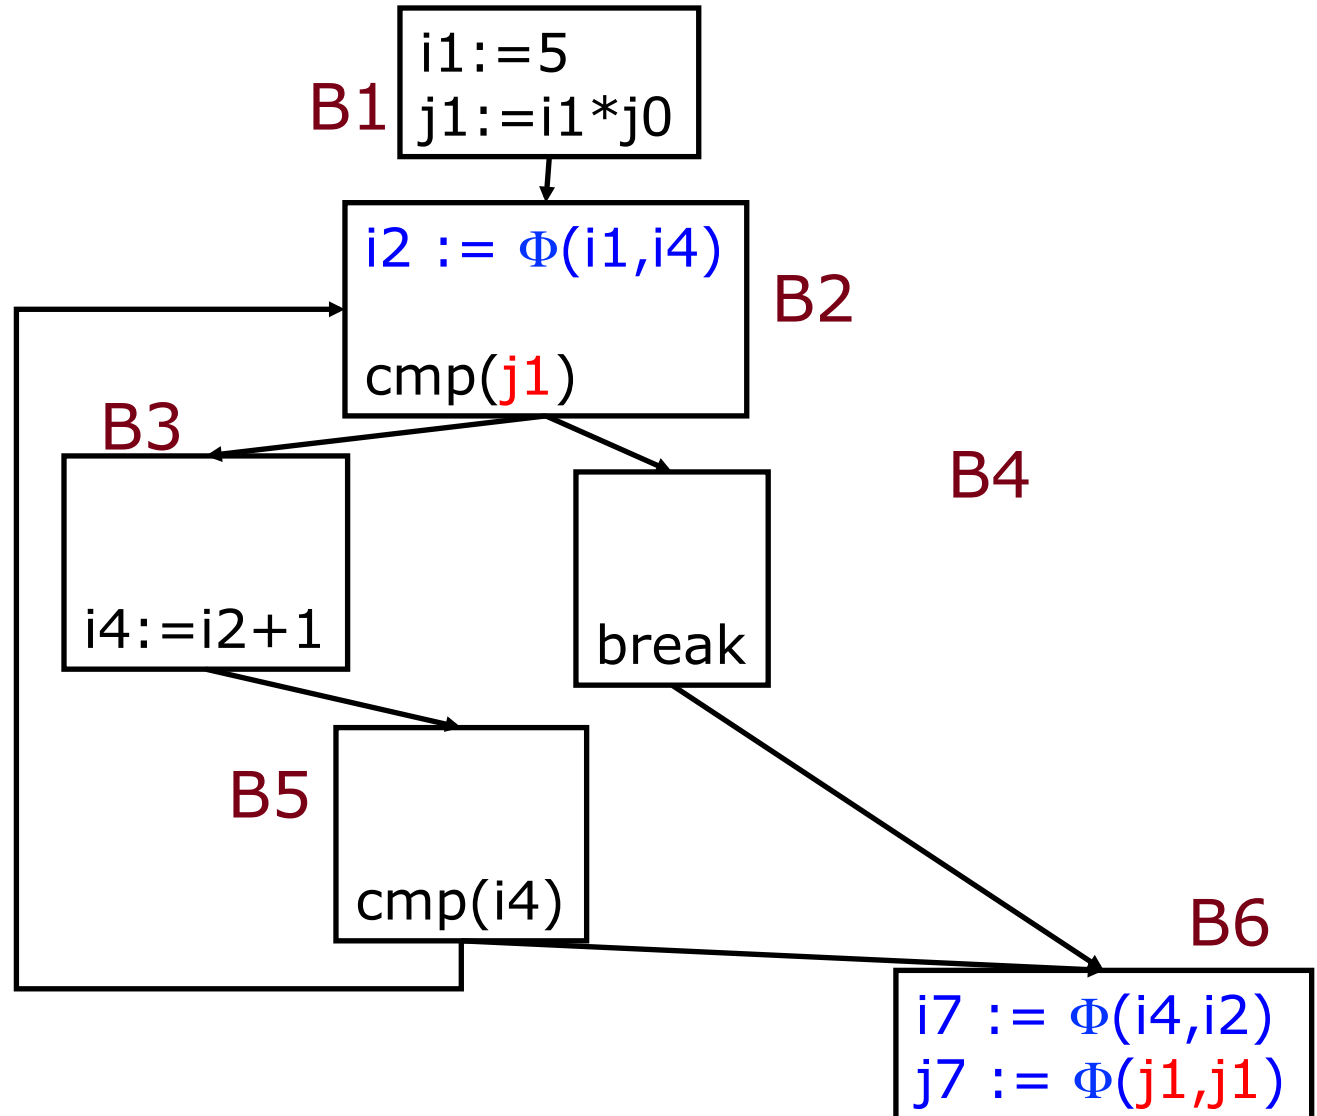 i1:=5
j1:=i1*j0
B1
i2 := Φ(i1,i4)
cmp(j1)
B2
B3
i4:=i2+1
B4
break
B5
cmp(i4)
B6
i7 := Φ(i4,i2)
j7 := Φ(j1,j1)